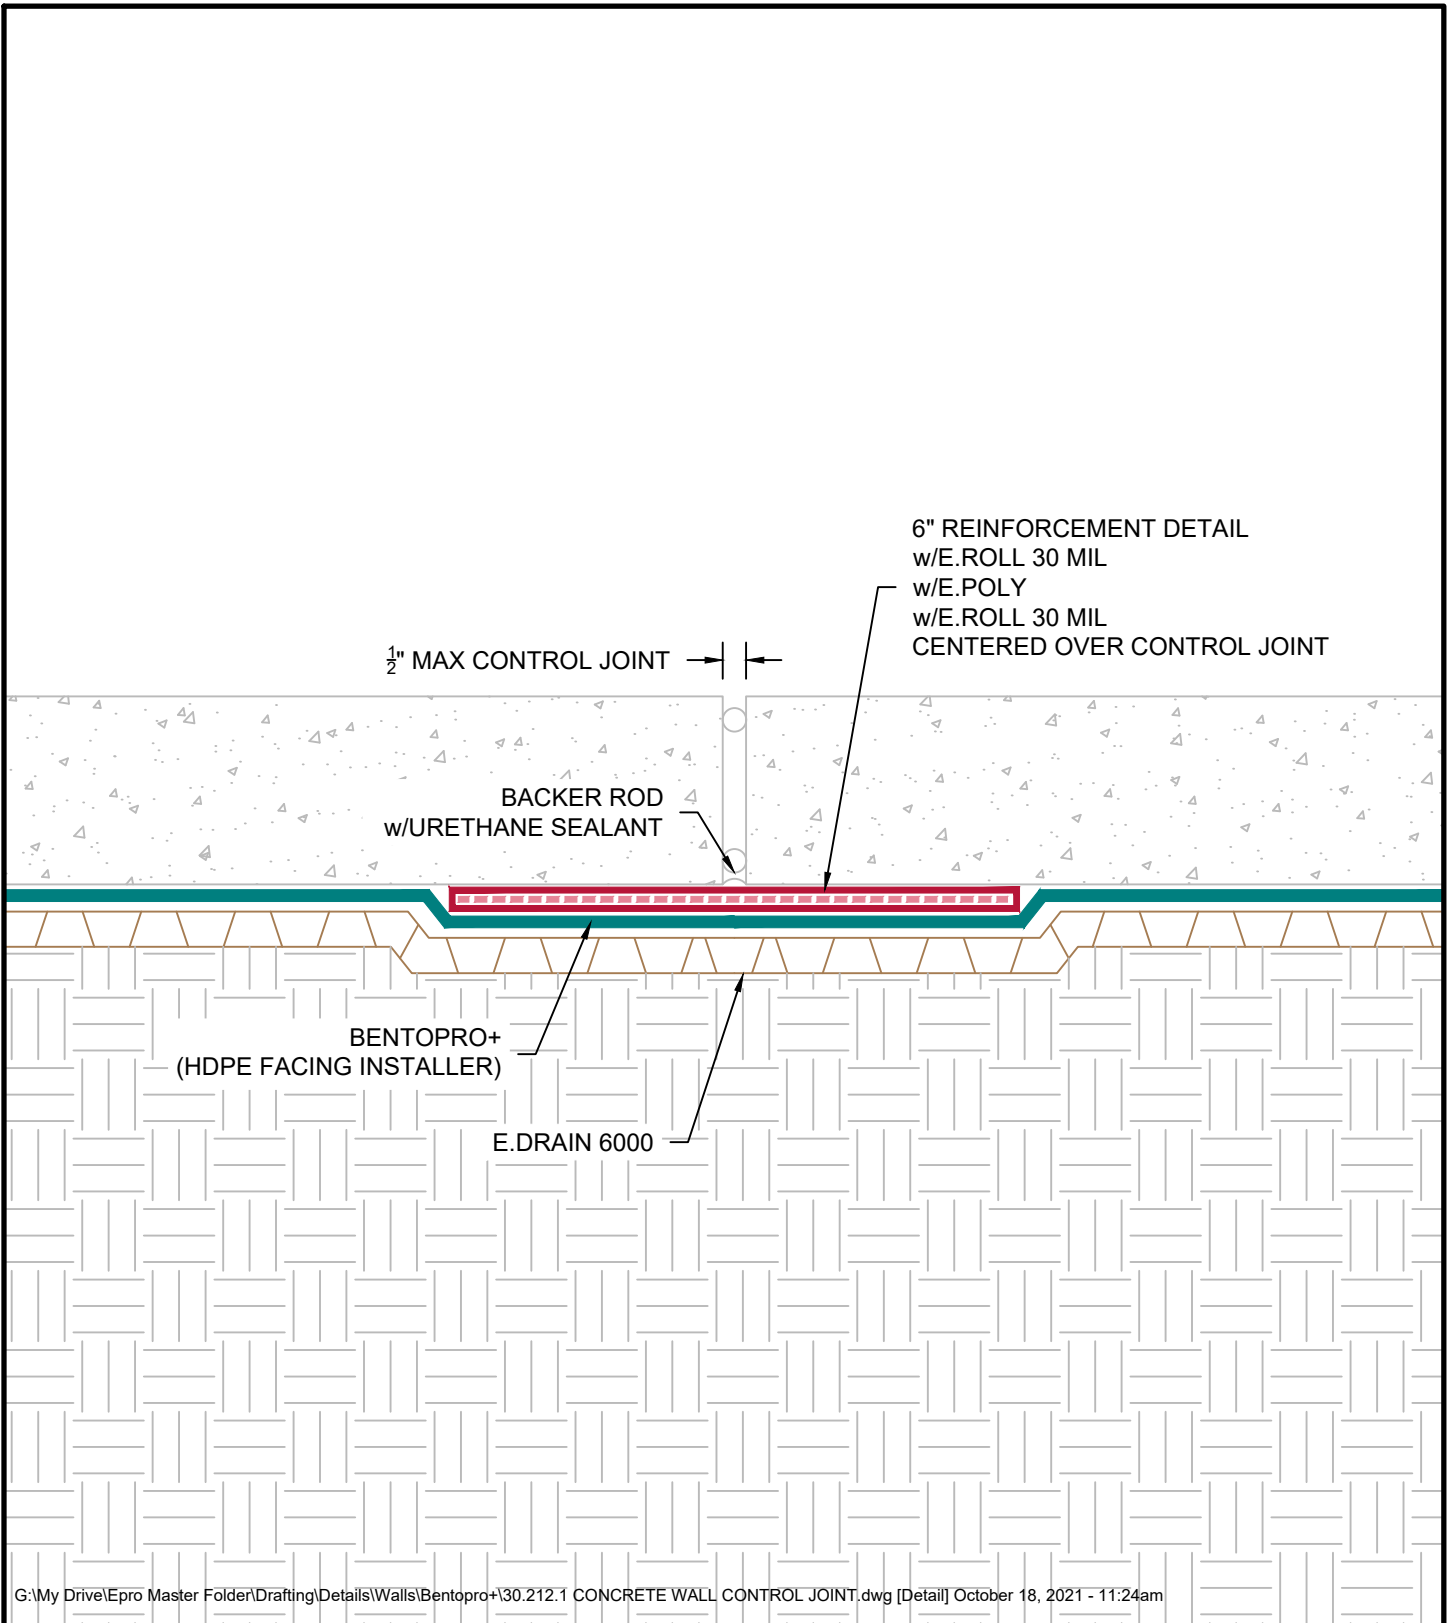 6" REINFORCEMENT DETAIL
w/E.ROLL 30 MIL
w/E.POLY
w/E.ROLL 30 MIL
CENTERED OVER CONTROL JOINT
½" MAX CONTROL JOINT
BACKER ROD
w/URETHANE SEALANT
BENTOPRO+
(HDPE FACING INSTALLER)
E.DRAIN 6000
G:\My Drive\Epro Master Folder\Drafting\Details\Walls\Bentopro+\30.212.1 CONCRETE WALL CONTROL JOINT.dwg [Detail] October 18, 2021 - 11:24am